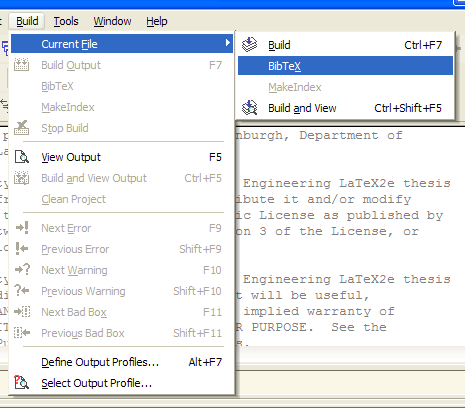 Build Tools Window Help
Current File
Build Output F7
BibTeX
MakeIndex
Stop Build
View Output F5
Build and View Output Ctrl+F5
Clean Project
Next Error F9
Previous Error Shift+F9
Next Warning F10
Previous Warning Shift+F10
Next Bad Box F11
Previous Bad Box Shift+F11
Define Output Profiles... Alt+F7
Select Output Profile...
Build Ctrl+F7
BibTeX
MakeIndex
Build and View Ctrl+Shift+F5
nburgh, Department of
Engineering LaTeX2e thesis
ibute it and/or modify
ic License as published by
on 3 of the License, or
Engineering LaTeX2e thesis
t will be useful,
implied warranty of
R PURPOSE. See the
s.